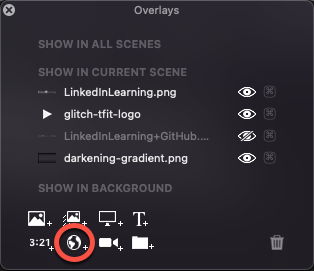 Overlays
SHOW IN ALL SCENES
SHOW IN CURRENT SCENE
LinkedInLearning.png
glitch-tfit-logo
LinkedInLearning+GitHub....
darkening-gradient.png
SHOW IN BACKGROUND
T+
3:21+